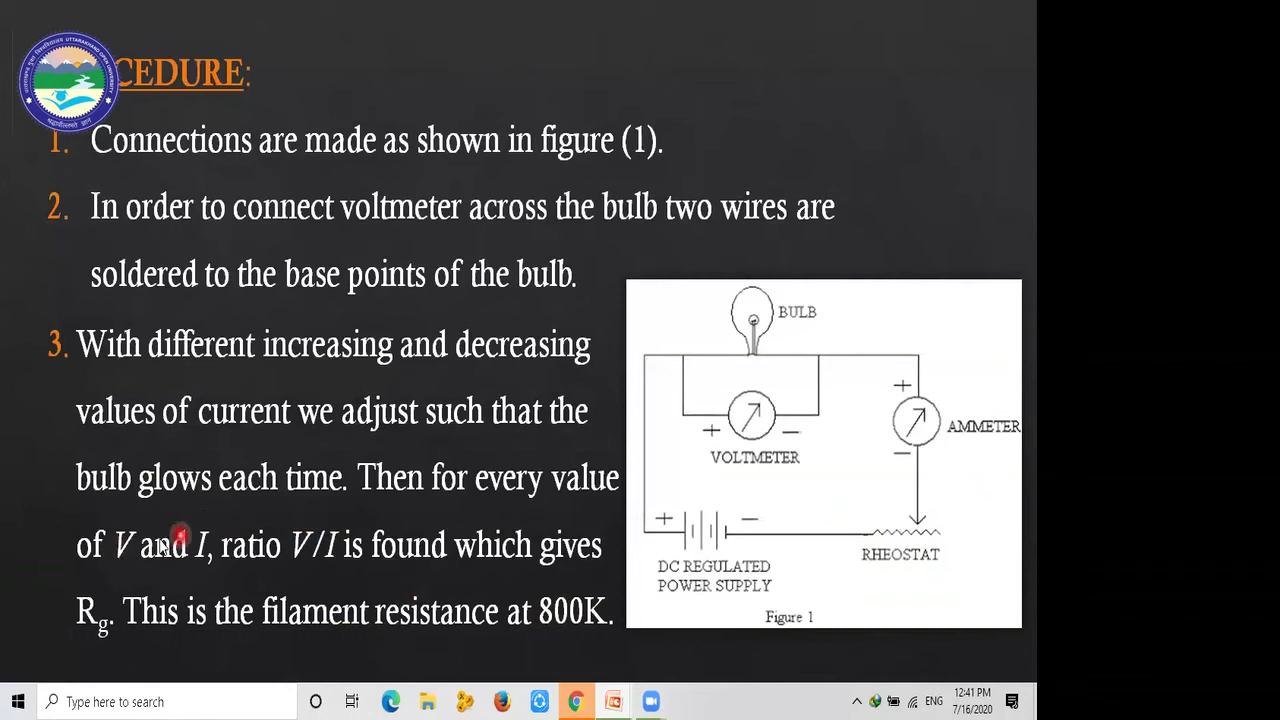 CEDURE:
1. Connections are made as shown in figure (1).
2. In order to connect voltmeter across the bulb two wires are
soldered to the base points of the bulb.
3. With different increasing and decreasing
values of current we adjust such that the
bulb glows each time. Then for every value
of V and I, ratio V/I is found which gives
Rg. This is the filament resistance at 800K.
BULB
+
AMMETER
−
+ −
VOLTMETER
+ −
RHEOSTAT
DC REGULATED
POWER SUPPLY
Figure 1
Type here to search
ENG
12:41 PM
7/16/2020